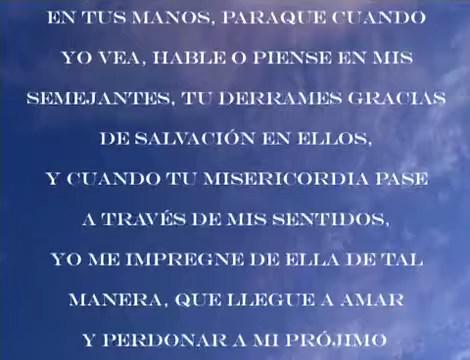 EN TUS MANOS, PARAQUE CUANDO
YO VEA, HABLE O PIENSE EN MIS
SEMEJANTES, TU DERRAMES GRACIAS
DE SALVACIÓN EN ELLOS,
Y CUANDO TU MISERICORDIA PASE
A TRAVÉS DE MIS SENTIDOS,
YO ME IMPREGNE DE ELLA DE TAL
MANERA, QUE LLEGUE A AMAR
Y PERDONAR A MI PRÓJIMO